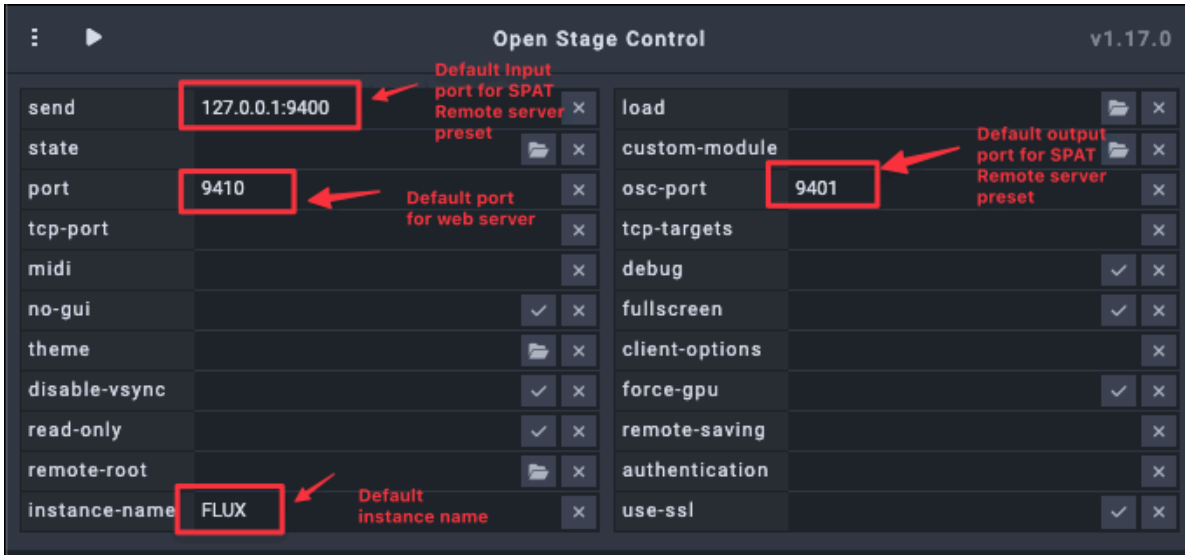 Open Stage Control
v1.17.0
send
127.0.0.1:9400
Default Input
port for SPAT
Remote server
preset
state
port
9410
Default port
for web server
tcp-port
midi
no-gui
theme
disable-vsync
read-only
remote-root
instance-name
FLUX
Default
instance name
load
custom-module
Default output
port for SPAT
Remote server
preset
osc-port
9401
tcp-targets
debug
fullscreen
client-options
force-gpu
remote-saving
authentication
use-ssl